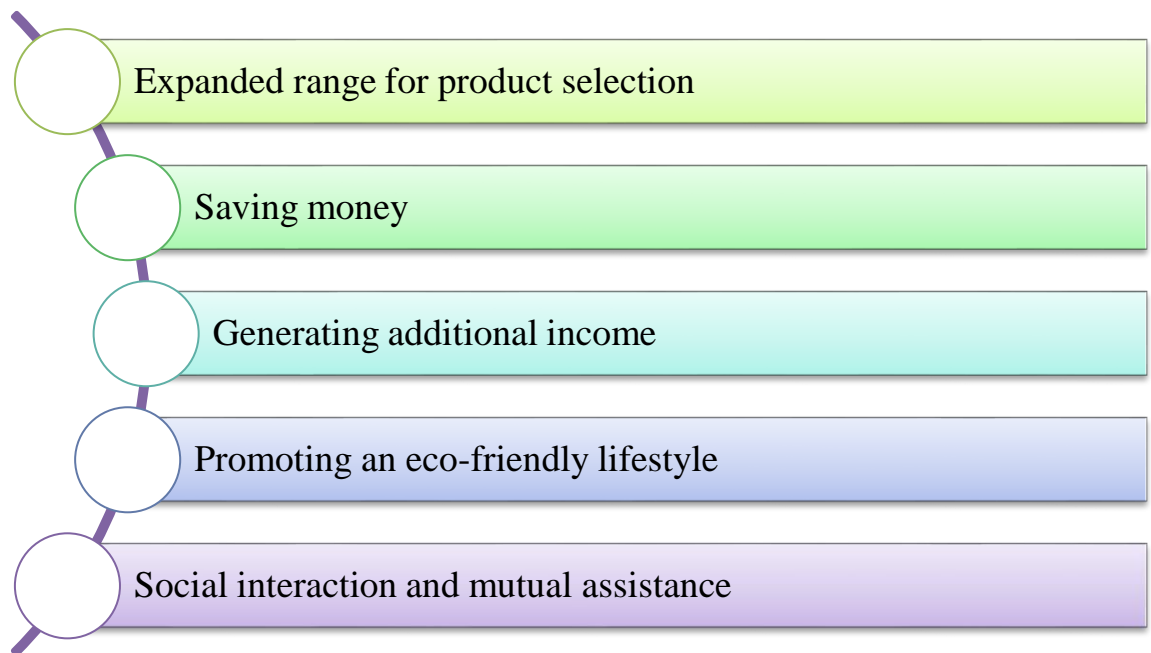 Expanded range for product selection
Saving money
Generating additional income
Promoting an eco-friendly lifestyle
Social interaction and mutual assistance